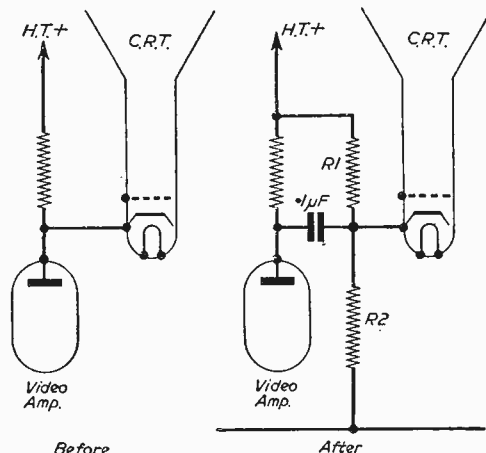 H.T.+
C.R.T.
Video
Amp.
Before
H.T.+
C.R.T.
R1
·1μF
R2
Video
Amp.
After